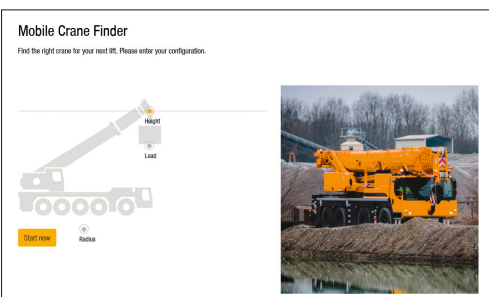 Mobile Crane Finder
Find the right crane for your next lift. Please enter your configuration.
Height
Load
Start now
Radius